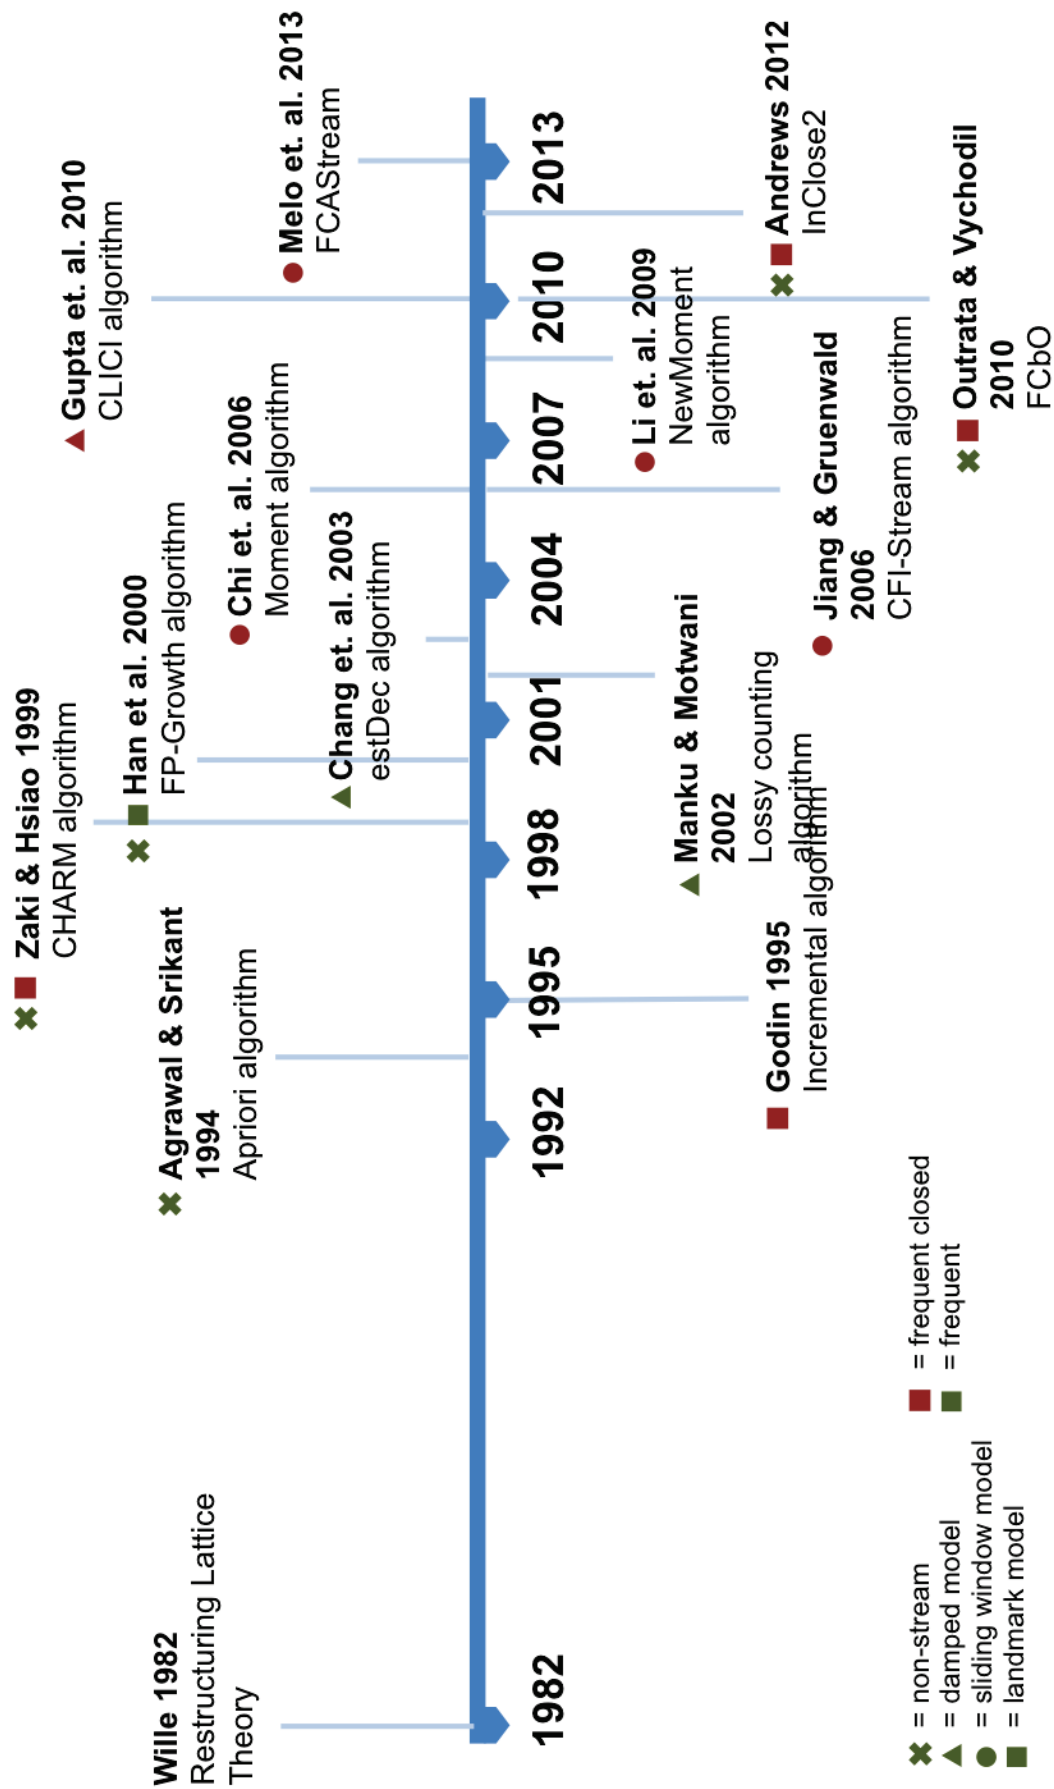 Zaki & Hsiao 1999
CHARM algorithm
Gupta et. al. 2010
CLICI algorithm
Han et al. 2000
FP-Growth algorithm
Wille 1982
Restructuring Lattice
Theory
Agrawal & Srikant
1994
Apriori algorithm
Chi et. al. 2006
Moment algorithm
Melo et. al. 2013
FCAStream
Chang et. al. 2003
estDec algorithm
1982
1992
1995
1998
2001
2004
2007
2010
2013
Li et. al. 2009
NewMoment
algorithm
Manku & Motwani
2002
Lossy counting
algorithm
Godin 1995
Incremental algorithm
Andrews 2012
InClose2
Jiang & Gruenwald
2006
CFI-Stream algorithm
Outrata & Vychodil
2010
FCbO
= non-stream
= damped model
= sliding window model
= landmark model
= frequent closed
= frequent